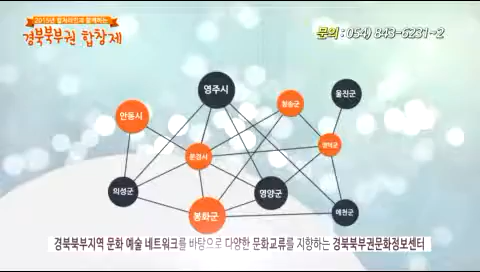 2015년 컬쳐라인과 함께하는
경북북부권 합창제
문의 : 054) 843-6231~2
영주시
울진군
청송군
안동시
영덕군
문경시
의성군
영양군
봉화군
예천군
경북북부지역 문화 예술 네트워크를 바탕으로 다양한 문화교류를 지향하는 경북북부권문화정보센터